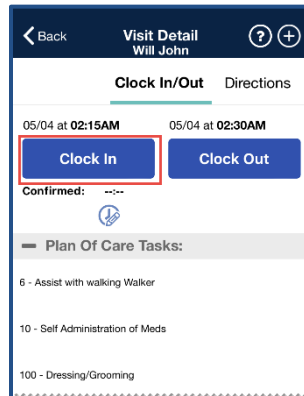 Back
Visit Detail
Will John
?
Clock In/Out Directions
05/04 at 02:15AM 05/04 at 02:30AM
Clock In Clock Out
Confirmed: --:--
Plan Of Care Tasks:
6 - Assist with walking Walker
10 - Self Administration of Meds
100 - Dressing/Grooming